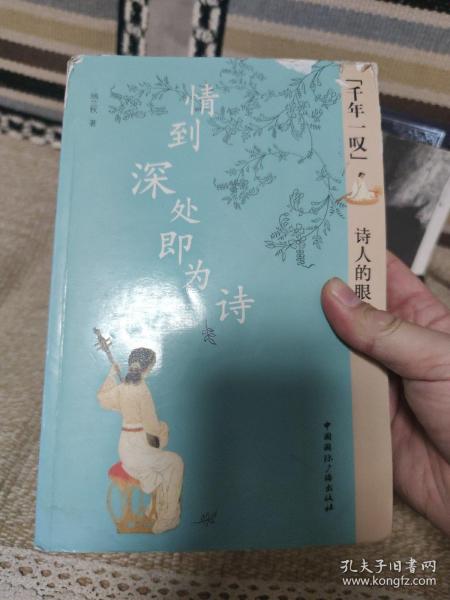 情到
深处即为诗
著
「千年一叹」
诗人的眼
中国国际广播出版社
孔夫子旧书网
www.kongfz.com